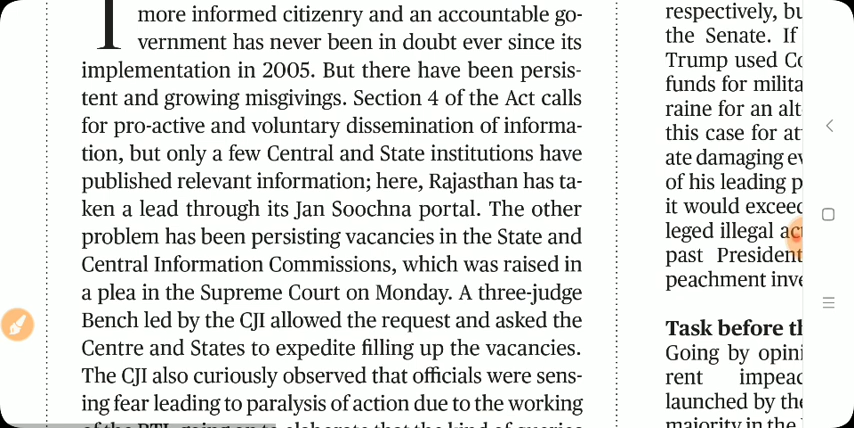 more informed citizenry and an accountable go-
vernment has never been in doubt ever since its
implementation in 2005. But there have been persis-
tent and growing misgivings. Section 4 of the Act calls
for pro-active and voluntary dissemination of informa-
tion, but only a few Central and State institutions have
published relevant information; here, Rajasthan has ta-
ken a lead through its Jan Soochna portal. The other
problem has been persisting vacancies in the State and
Central Information Commissions, which was raised in
a plea in the Supreme Court on Monday. A three-judge
Bench led by the CJI allowed the request and asked the
Centre and States to expedite filling up the vacancies.
The CJI also curiously observed that officials were sens-
ing fear leading to paralysis of action due to the working
respectively, bu
the Senate. If
Trump used Co
funds for milita
raine for an alt
this case for at
ate damaging ev
of his leading p
it would exceed
leged illegal ac
past President
peachment inve
Task before th
Going by opini
rent impeac
launched by the
majority in the